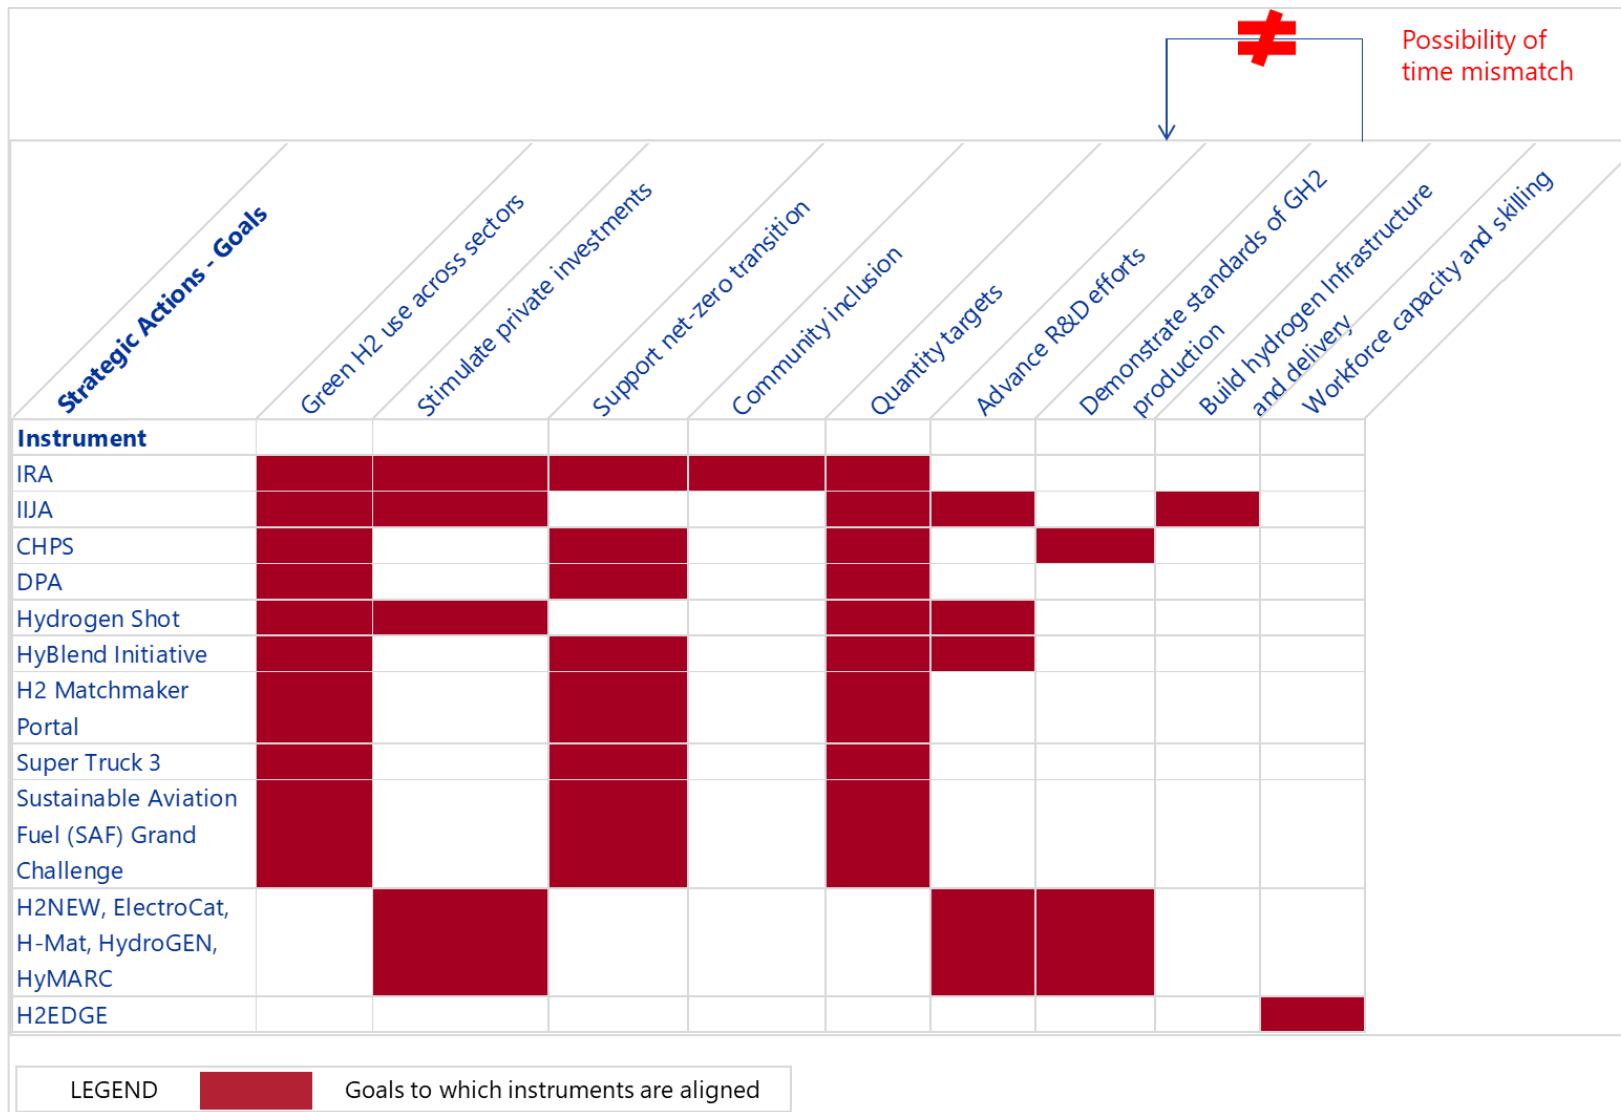 Possibility of
time mismatch
Strategic Actions - Goals
Green H2 use across sectors
Stimulate private investments
Support net-zero transition
Community inclusion
Quantity targets
Advance R&D efforts
Demonstrate standards of GH2
production
Build hydrogen Infrastructure
and delivery
Workforce capacity and skilling
Instrument
IRA
IIJA
CHPS
DPA
Hydrogen Shot
HyBlend Initiative
H2 Matchmaker
Portal
Super Truck 3
Sustainable Aviation
Fuel (SAF) Grand
Challenge
H2NEW, ElectroCat,
H-Mat, HydroGEN,
HyMARC
H2EDGE
LEGEND
Goals to which instruments are aligned